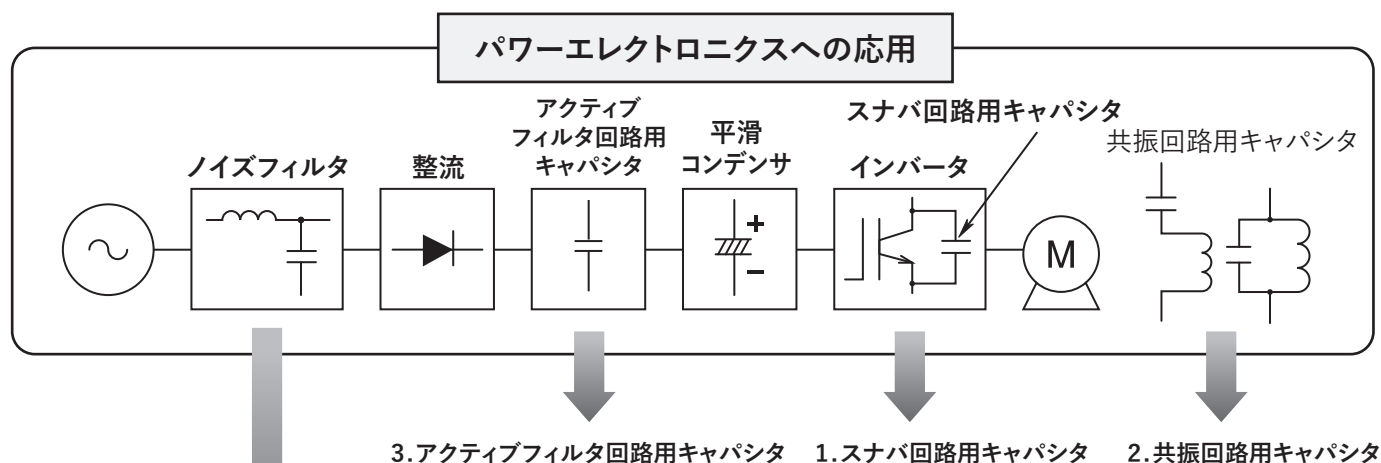 パワーエレクトロニクスへの応用
ノイズフィルタ
整流
アクティブ
フィルタ回路用
キャパシタ
平滑
コンデンサ
インバータ
スナバ回路用キャパシタ
共振回路用キャパシタ
+
−
M
3.アクティブフィルタ回路用キャパシタ
1.スナバ回路用キャパシタ
2.共振回路用キャパシタ